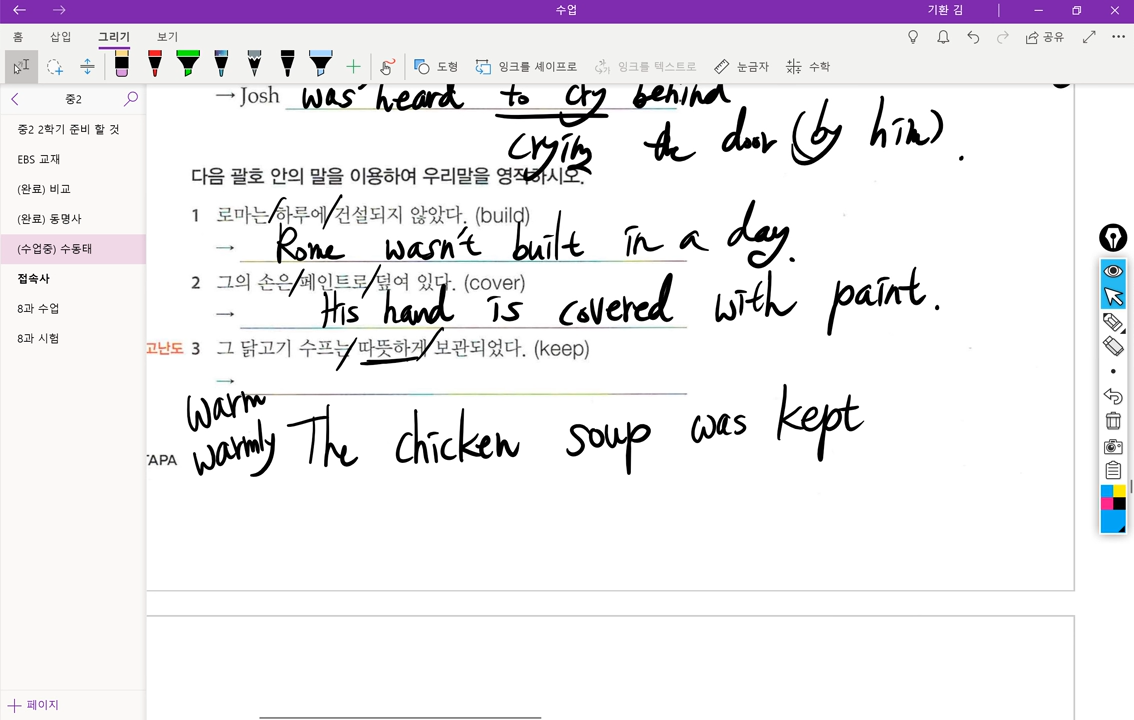 수업
기환 김
홈 삽입 그리기 보기
도형 잉크를 셰이프로 잉크를 텍스트로 눈금자 수학 공유
중2
중2 2학기 준비 할 것
EBS 교재
(완료) 비교
(완료) 동명사
(수업중) 수동태
접속사
8과 수업
8과 시험
페이지
→ Josh was heard to cry behind
crying the door (by him).
다음 괄호 안의 말을 이용하여 우리말을 영작하시오.
1 로마는/하루에/건설되지 않았다. (build)
→ Rome wasn't built in a day.
2 그의 손은/페인트로/덮여 있다. (cover)
→ His hand is covered with paint.
고난도 3 그 닭고기 수프는/따뜻하게/보관되었다. (keep)
→
warm
warmly The chicken soup was kept
TAPA